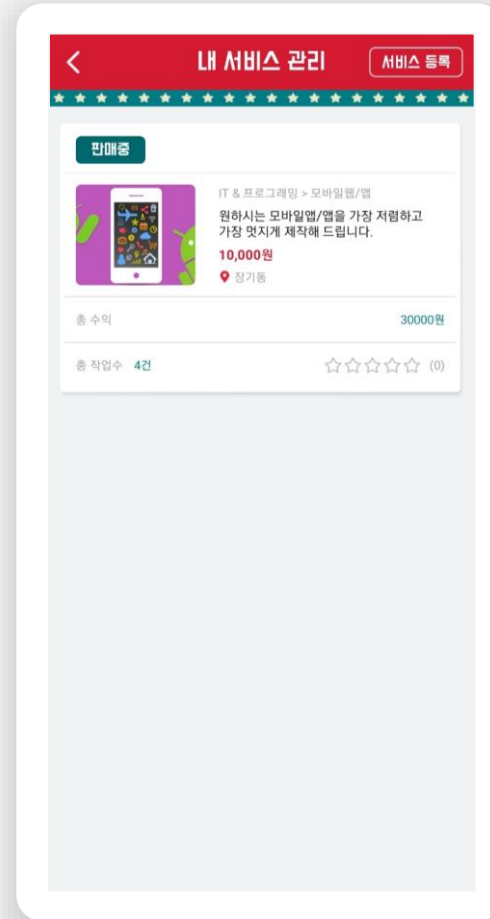 내 서비스 관리
서비스 등록
판매중
IT & 프로그래밍 > 모바일웹/앱
원하시는 모바일앱/앱을 가장 저렴하고
가장 멋지게 제작해 드립니다.
10,000원
장기동
총 수익 30000원
총 작업수 4건 (0)